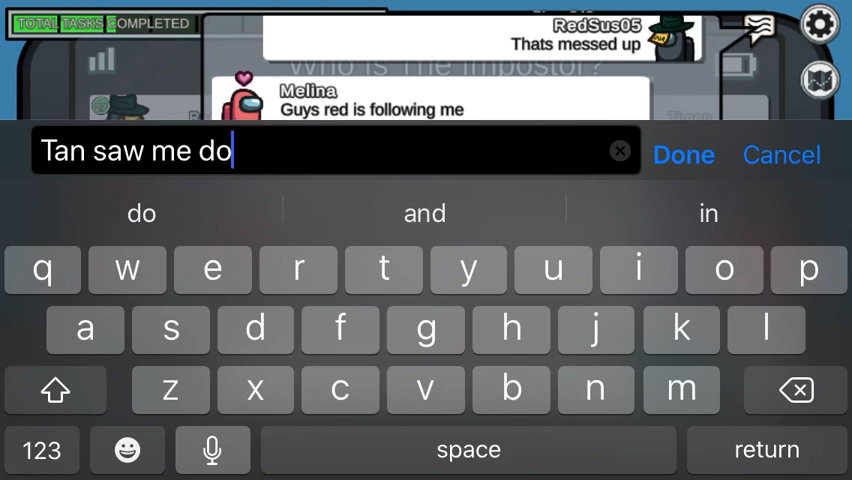 TOTAL TASKS COMPLETED
RedSus05
Thats messed up
Who Is The Impostor?
Melina
Guys red is following me
Tan saw me do
Done
Cancel
do
and
in
q w e r t y u i o p
a s d f g h j k l
z x c v b n m
123
space
return